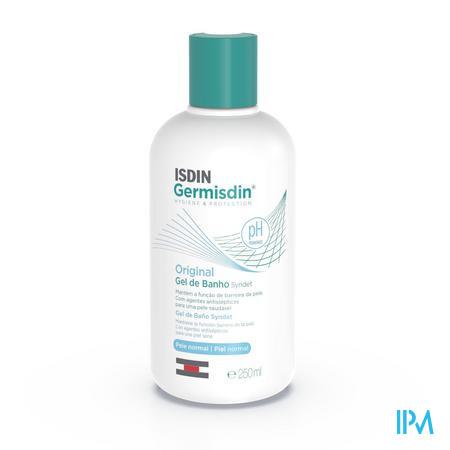 ISDIN
Germisdin®
HYGIENE & PROTECTION
pH
Original
Gel de Banho Syndet
Mantém a função de barreira da pele
Com agentes antissépticos
para uma pele saudável
Gel de Baño Syndet
Mantiene la función barrera de la piel
Con agentes antisépticos
para una piel sana
Pele normal | Piel normal
e 250ml
IPM